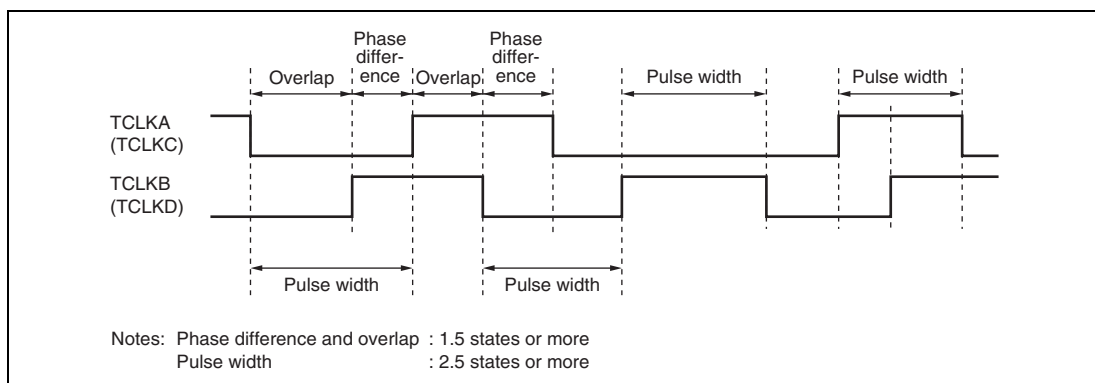 Phase
differ-
ence
Phase
differ-
ence
Overlap
Overlap
Pulse width
Pulse width
TCLKA
(TCLKC)
TCLKB
(TCLKD)
Pulse width
Pulse width
Notes: Phase difference and overlap : 1.5 states or more
Pulse width : 2.5 states or more